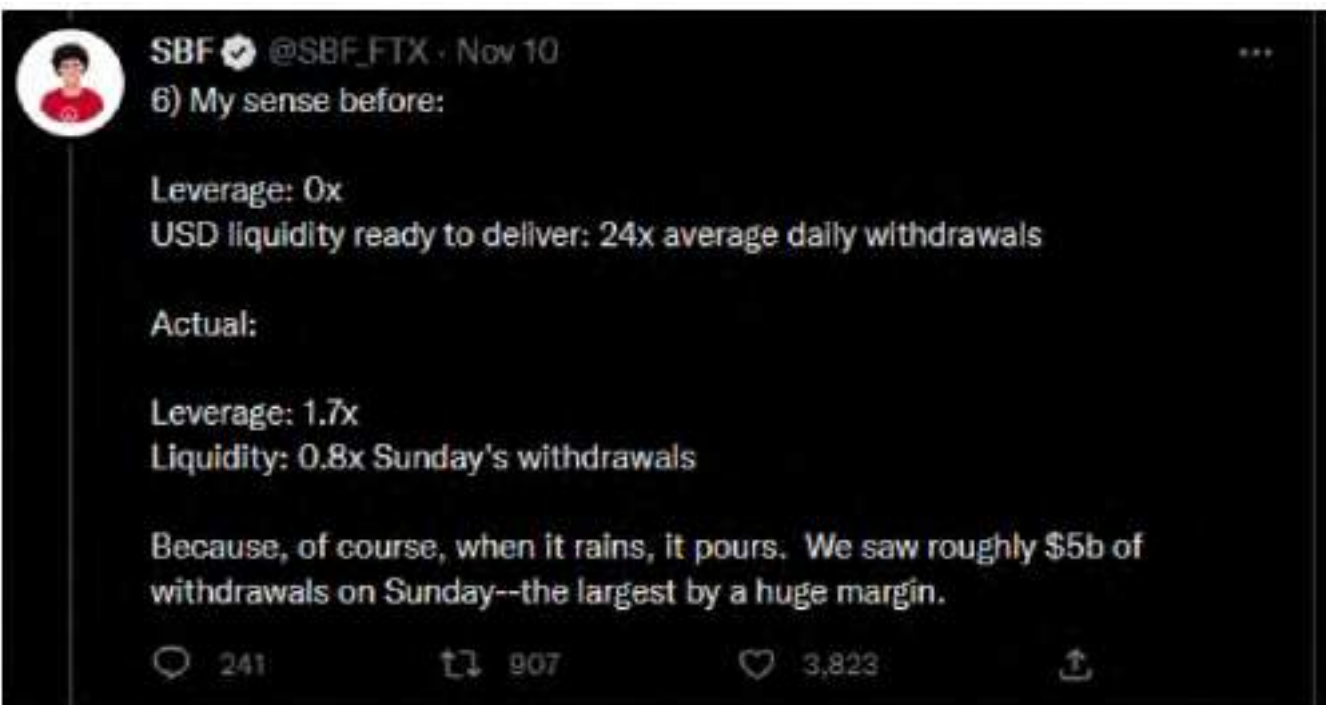 SBF @SBF_FTX · Nov 10
6) My sense before:
Leverage: 0x
USD liquidity ready to deliver: 24x average daily withdrawals
Actual:
Leverage: 1.7x
Liquidity: 0.8x Sunday's withdrawals
Because, of course, when it rains, it pours.  We saw roughly $5b of
withdrawals on Sunday--the largest by a huge margin.
241 907 3,823